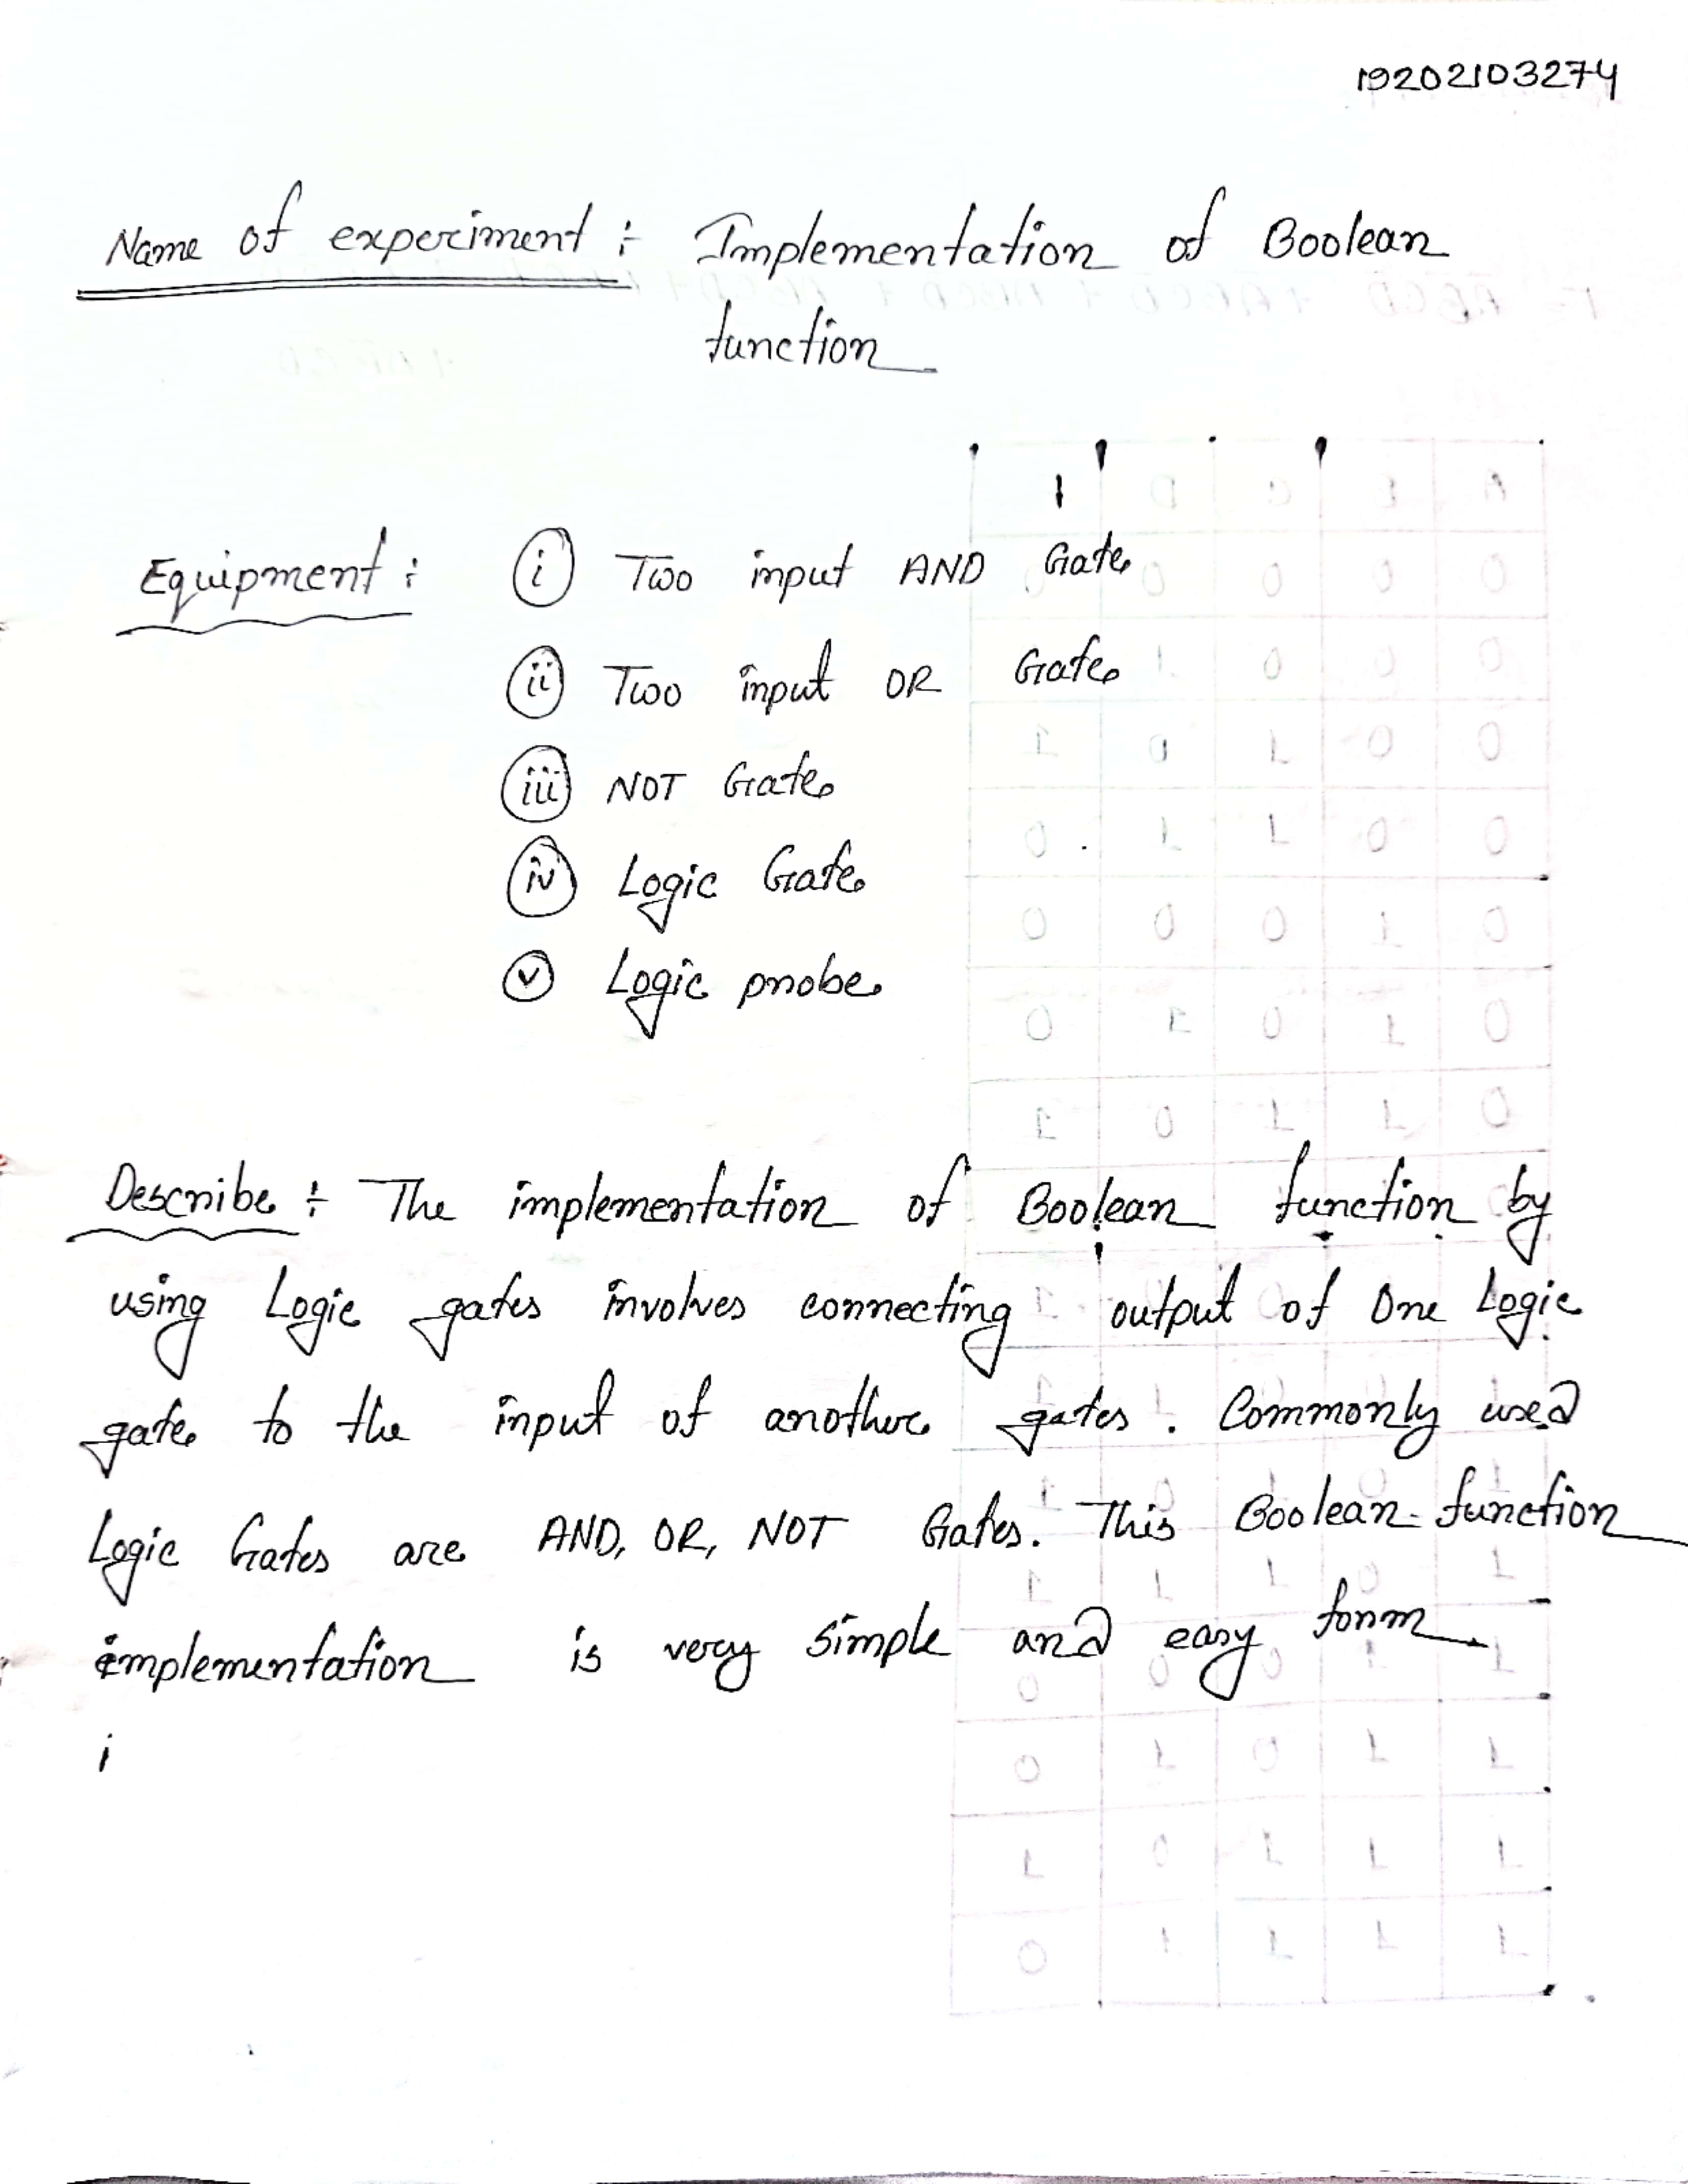 19202103274
Name of experiment : Implementation of Boolean
function
Equipment : (i) Two input AND Gate
(ii) Two input OR Gate
(iii) NOT Gate
(iv) Logic Gate
(v) Logic probe
Describe : The implementation of Boolean function by
using Logic gates involves connecting output of One Logic
gate to the input of another gates. Commonly used
Logic Gates are AND, OR, NOT Gates. This Boolean function
implementation is very simple and easy form